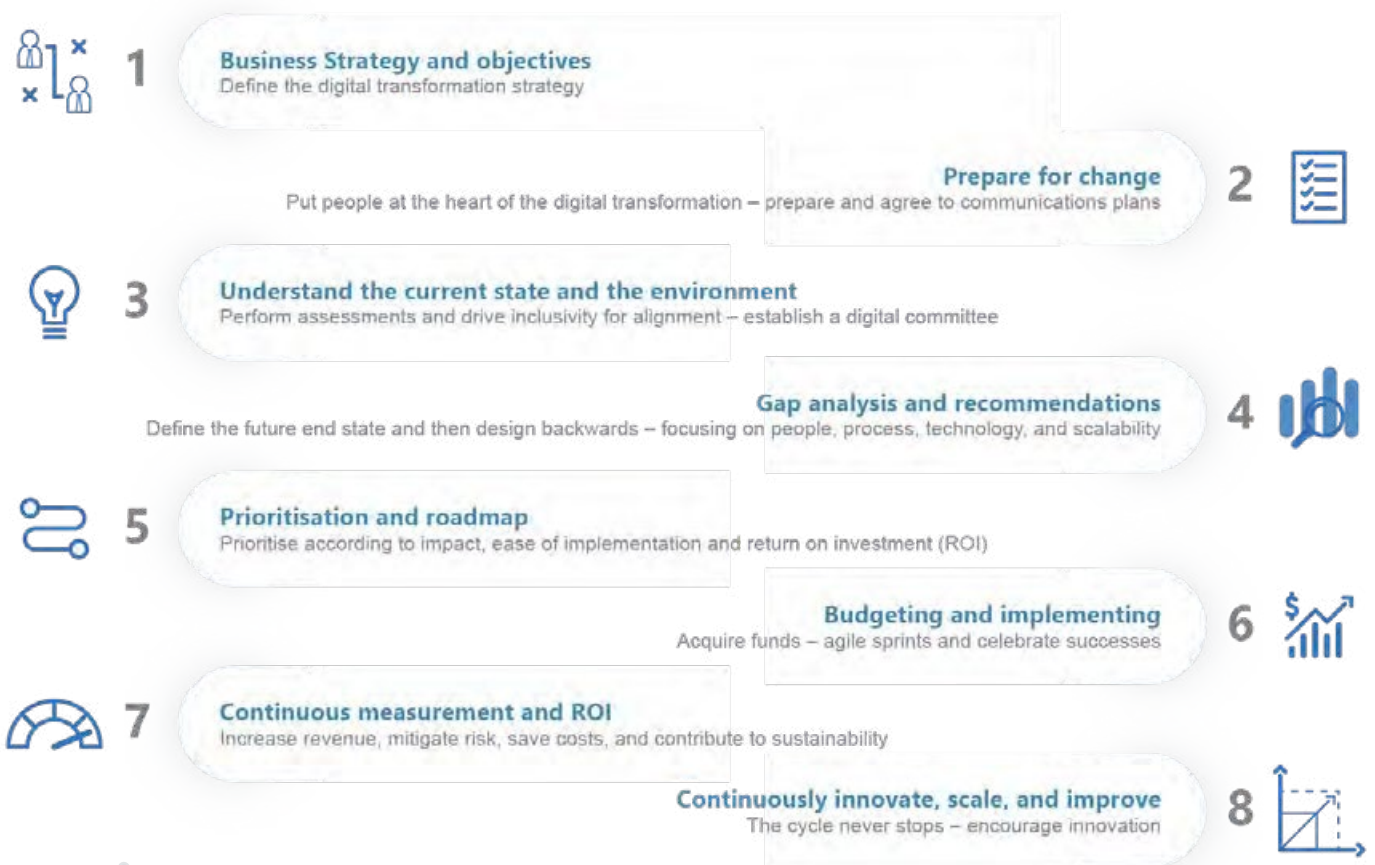 1
Business Strategy and objectives
Define the digital transformation strategy
Prepare for change
2
Put people at the heart of the digital transformation – prepare and agree to communications plans
3
Understand the current state and the environment
Perform assessments and drive inclusivity for alignment – establish a digital committee
Gap analysis and recommendations
4
Define the future end state and then design backwards – focusing on people, process, technology, and scalability
5
Prioritisation and roadmap
Prioritise according to impact, ease of implementation and return on investment (ROI)
Budgeting and implementing
6
Acquire funds – agile sprints and celebrate successes
$
7
Continuous measurement and ROI
Increase revenue, mitigate risk, save costs, and contribute to sustainability
Continuously innovate, scale, and improve
8
The cycle never stops – encourage innovation